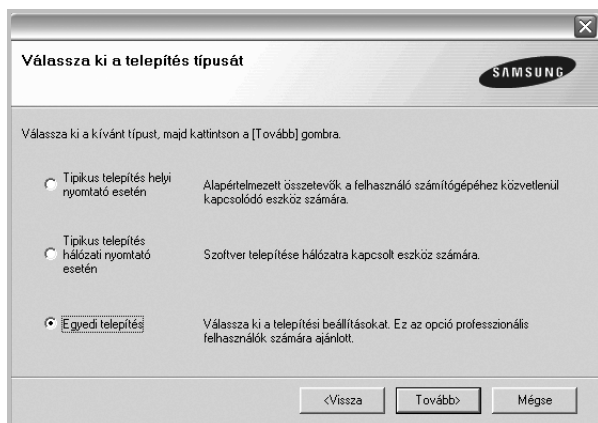 Válassza ki a telepítés típusát
SAMSUNG
Válassza ki a kívánt típust, majd kattintson a [Tovább] gombra.
Tipikus telepítés helyi
nyomtató esetén
Alapértelmezett összetevők a felhasználó számítógépéhez közvetlenül
kapcsolódó eszköz számára.
Tipikus telepítés
hálózati nyomtató
esetén
Szoftver telepítése hálózatra kapcsolt eszköz számára.
Egyedi telepítés
Válassza ki a telepítési beállításokat. Ez az opció professzionális
felhasználók számára ajánlott.
<Vissza Tovább> Mégse